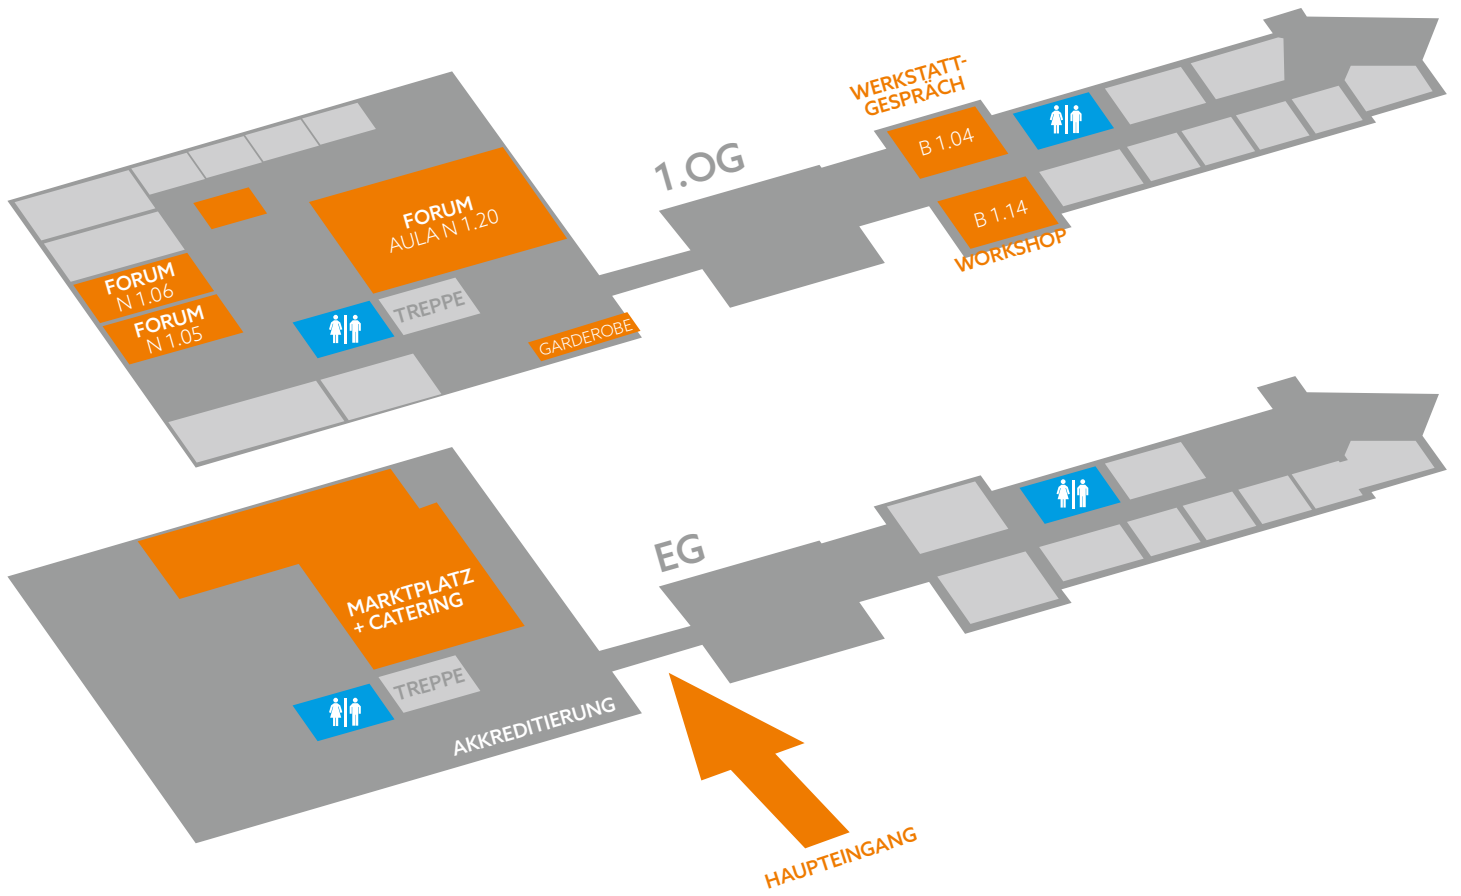 WERKSTATT-
GESPRÄCH
B 1.04
1.OG
B 1.14
WORKSHOP
FORUM
AULA N 1.20
FORUM
N 1.06
FORUM
N 1.05
TREPPE
GARDEROBE
EG
MARKTPLATZ
+ CATERING
TREPPE
AKKREDITIERUNG
HAUPTEINGANG